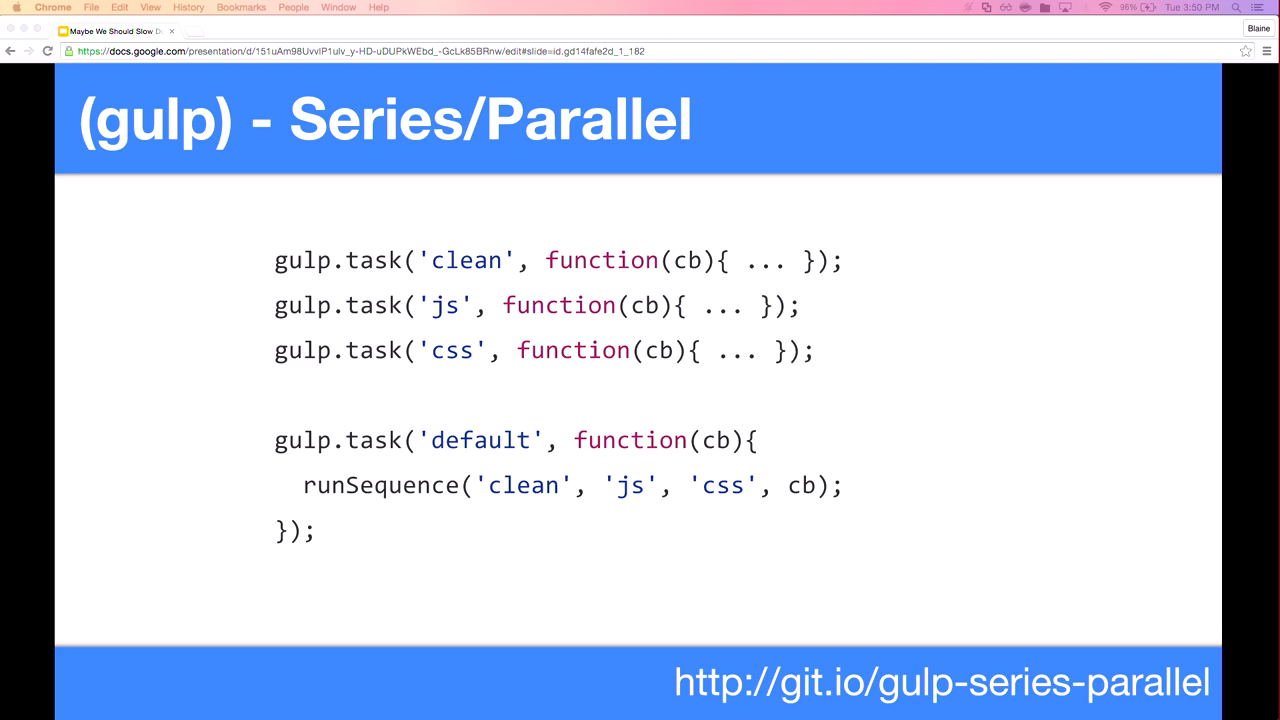 Chrome File Edit View History Bookmarks People Window Help 96% Tue 3:50 PM
Maybe We Should Slow D
Blaine
https://docs.google.com/presentation/d/151uAm98UvvlP1ulv_y-HD-uDUPkWEbd_-GcLk85BRnw/edit#slide=id.gd14fafe2d_1_182
(gulp) - Series/Parallel
gulp.task('clean', function(cb){ ... });
gulp.task('js', function(cb){ ... });
gulp.task('css', function(cb){ ... });
gulp.task('default', function(cb){
runSequence('clean', 'js', 'css', cb);
});
http://git.io/gulp-series-parallel